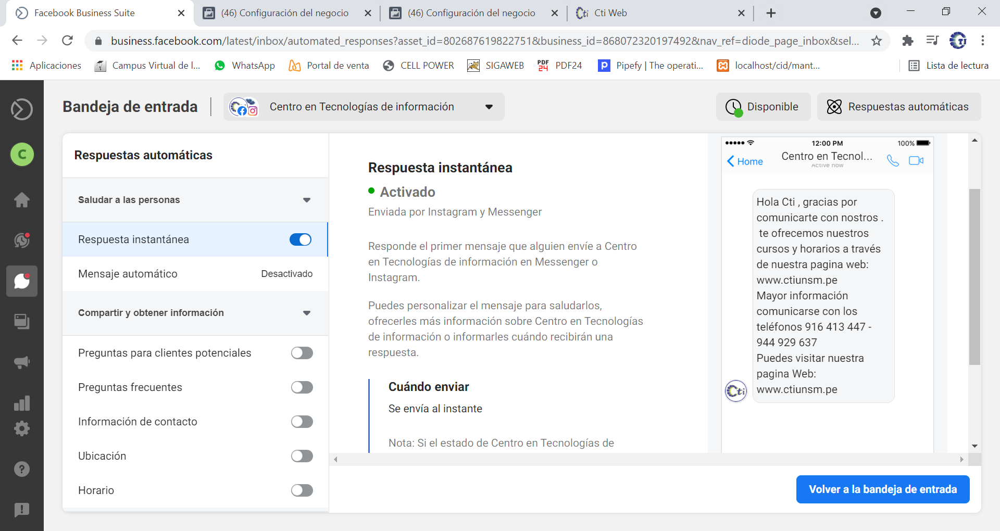 Facebook Business Suite
(46) Configuración del negocio
(46) Configuración del negocio
Cti Web
business.facebook.com/latest/inbox/automated_responses?asset_id=802687619822751&business_id=868072320197492&nav_ref=diode_page_inbox&sel...
Aplicaciones
Campus Virtual de l...
WhatsApp
Portal de venta
CELL POWER
SIGAWEB
PDF24
Pipefy | The operati...
localhost/cid/mant...
Lista de lectura
Bandeja de entrada
Centro en Tecnologías de información
Disponible
Respuestas automáticas
C
Respuestas automáticas
Saludar a las personas
Respuesta instantánea
Mensaje automático
Desactivado
Compartir y obtener información
Preguntas para clientes potenciales
Preguntas frecuentes
Información de contacto
Ubicación
Horario
Respuesta instantánea
Activado
Enviada por Instagram y Messenger
Responde el primer mensaje que alguien envíe a Centro
en Tecnologías de información en Messenger o
Instagram.
Puedes personalizar el mensaje para saludarlos,
ofrecerles más información sobre Centro en Tecnologías
de información o informarles cuándo recibirán una
respuesta.
Cuándo enviar
Se envía al instante
Nota: Si el estado de Centro en Tecnologías de
12:00 PM
100%
Home
Centro en Tecnol...
Active now
Hola Cti , gracias por
comunicarte con nostros .
te ofrecemos nuestros
cursos y horarios a través
de nuestra pagina web:
www.ctiunsm.pe
Mayor información
comunicarse con los
teléfonos 916 413 447 -
944 929 637
Puedes visitar nuestra
pagina Web:
www.ctiunsm.pe
Cti
Volver a la bandeja de entrada